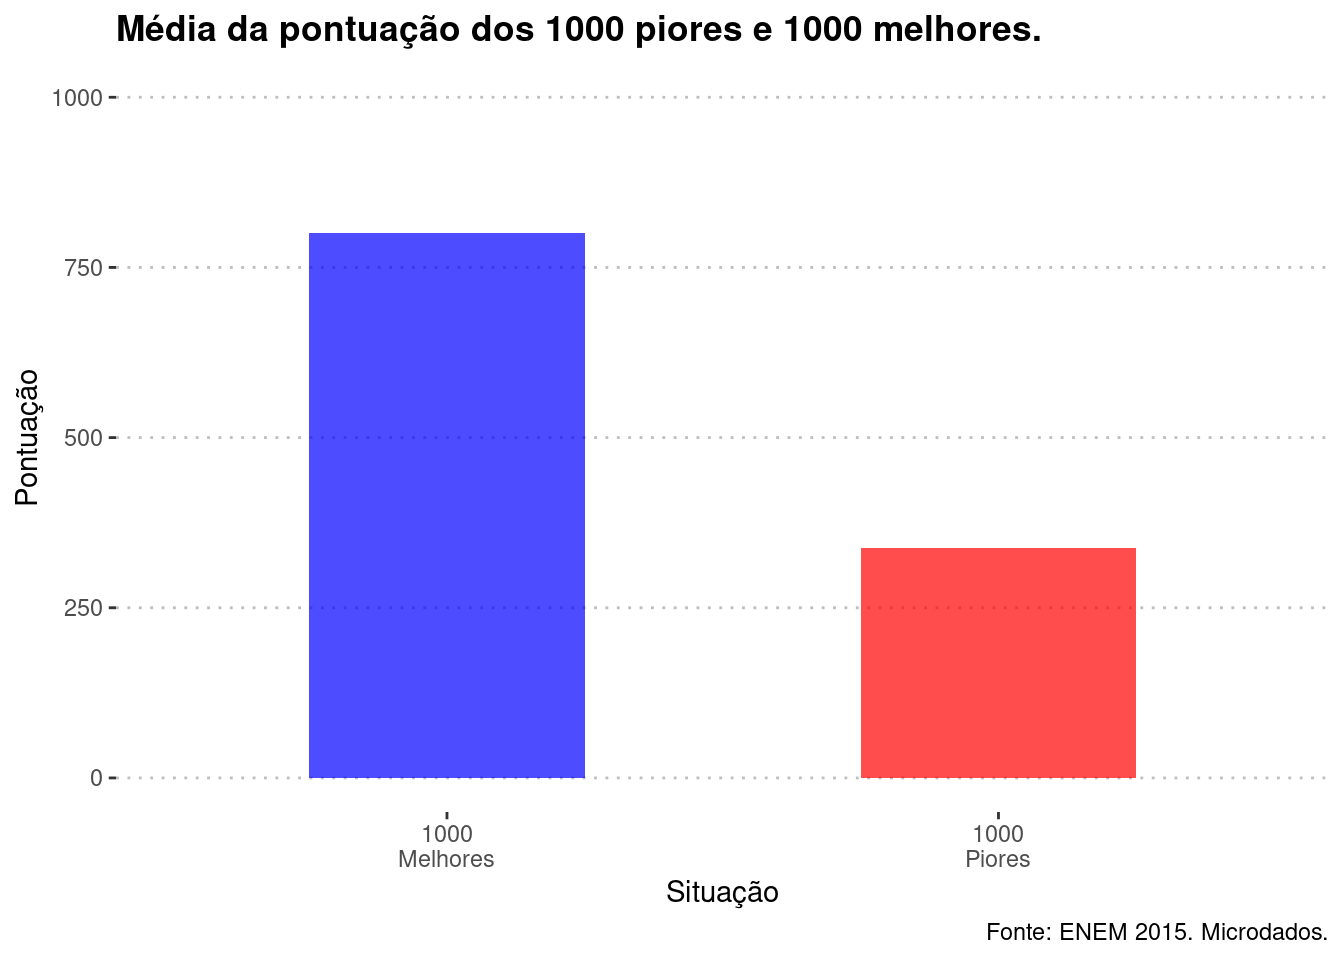 Média da pontuação dos 1000 piores e 1000 melhores.
1000
750
500
250
0
Pontuação
1000
Melhores
1000
Piores
Situação
Fonte: ENEM 2015. Microdados.